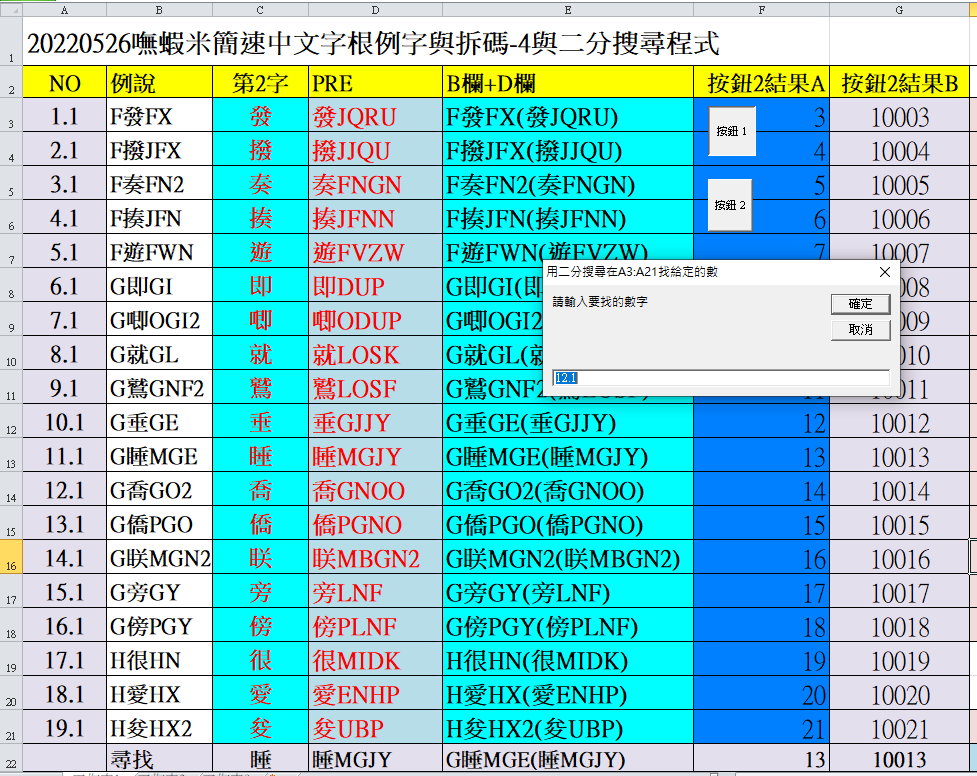 A B C D E F G
1 20220526嘸蝦米簡速中文字根例字與拆碼-4與二分搜尋程式
2 NO 例說 第2字 PRE B欄+D欄 按鈕2結果A 按鈕2結果B
3 1.1 F發FX 發 發JQRU F發FX(發JQRU) 按鈕 1 3 10003
4 2.1 F撥JFX 撥 撥JJQU F撥JFX(撥JJQU) 4 10004
5 3.1 F奏FN2 奏 奏FNGN F奏FN2(奏FNGN) 5 10005
6 4.1 F揍JFN 揍 揍JFNN F揍JFN(揍JFNN) 按鈕 2 6 10006
7 5.1 F遊FWN 遊 遊FVZW F遊FWN(遊FVZW) 7 10007
用二分搜尋在A3:A21找給定的數
請輸入要找的數字
確定
取消
12.1
8 6.1 G即GI 即 即DUP G即GI(即 008
9 7.1 G唧OGI2 唧 唧ODUP G唧OGI2 009
10 8.1 G就GL 就 就LOSK G就GL(就 010
11 9.1 G鷲GNF2 鷲 鷲LOSF G鷲GNF2(鷲LOSF) 11 10011
12 10.1 G垂GE 垂 垂GJJY G垂GE(垂GJJY) 12 10012
13 11.1 G睡MGE 睡 睡MGJY G睡MGE(睡MGJY) 13 10013
14 12.1 G喬GO2 喬 喬GNOO G喬GO2(喬GNOO) 14 10014
15 13.1 G僑PGO 僑 僑PGNO G僑PGO(僑PGNO) 15 10015
16 14.1 G眹MGN2 眹 眹MBGN2 G眹MGN2(眹MBGN2) 16 10016
17 15.1 G旁GY 旁 旁LNF G旁GY(旁LNF) 17 10017
18 16.1 G傍PGY 傍 傍PLNF G傍PGY(傍PLNF) 18 10018
19 17.1 H很HN 很 很MIDK H很HN(很MIDK) 19 10019
20 18.1 H愛HX 愛 愛ENHP H愛HX(愛ENHP) 20 10020
21 19.1 H夋HX2 夋 夋UBP H夋HX2(夋UBP) 21 10021
22 尋找 睡 睡MGJY G睡MGE(睡MGJY) 13 10013